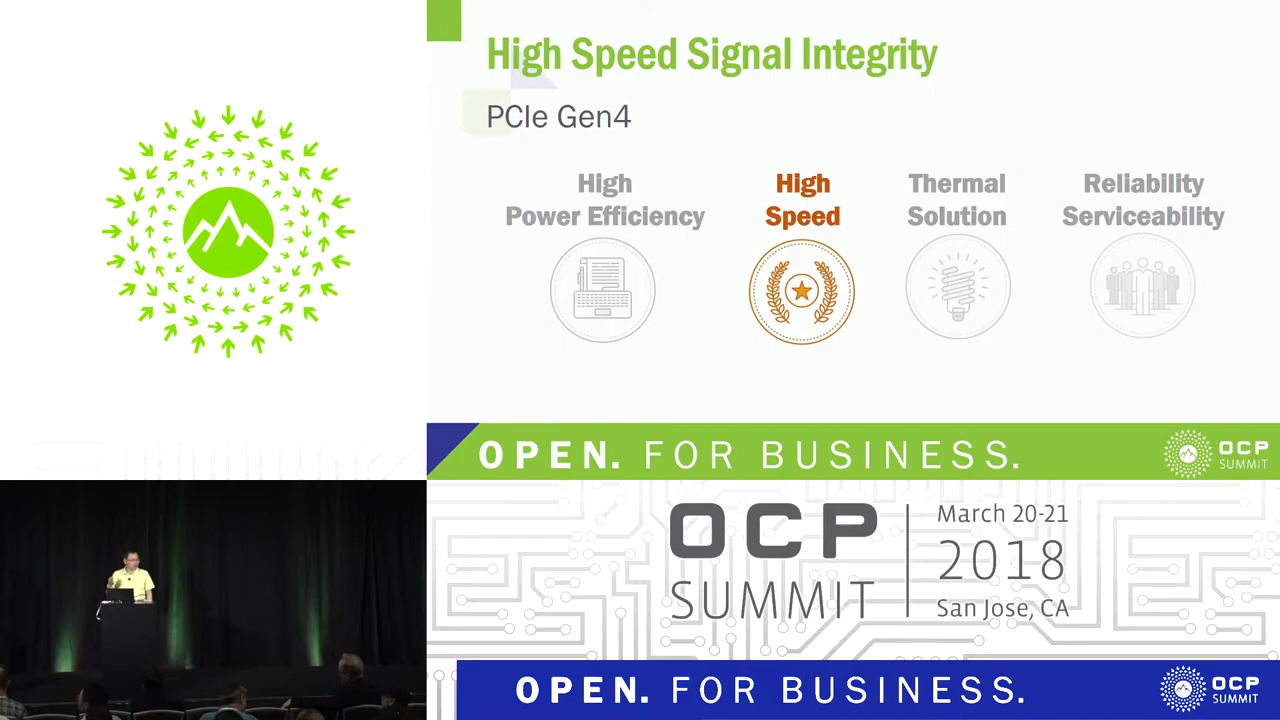 High Speed Signal Integrity
PCIe Gen4
High
Power Efficiency
High
Speed
Thermal
Solution
Reliability
Serviceability
OPEN. FOR BUSINESS.
OCP
SUMMIT
OCP
SUMMIT
March 20-21
2018
San Jose, CA
OPEN. FOR BUSINESS.
OCP
SUMMIT